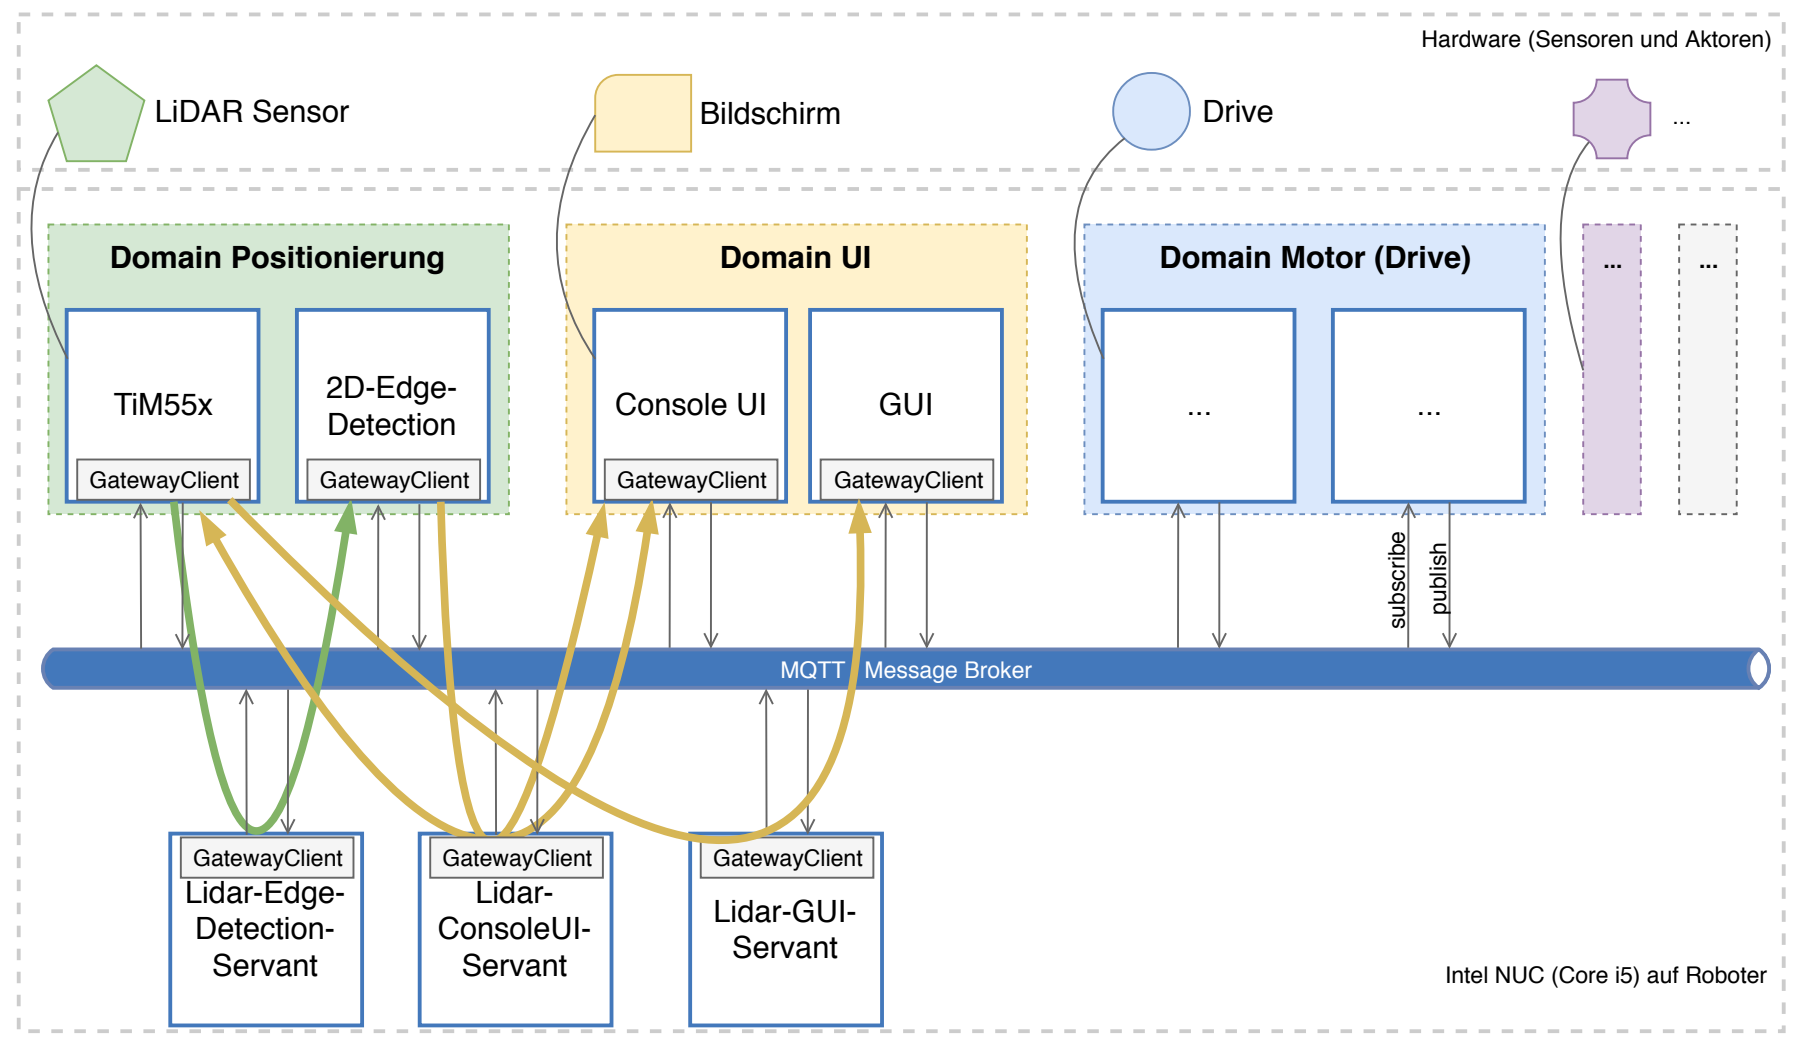 Hardware (Sensoren und Aktoren)
LiDAR Sensor
Bildschirm
Drive
...
Domain Positionierung
Domain UI
Domain Motor (Drive)
...
...
TiM55x
2D-Edge-
Detection
Console UI
GUI
...
...
GatewayClient
GatewayClient
GatewayClient
GatewayClient
subscribe
publish
MQTT Message Broker
GatewayClient
GatewayClient
GatewayClient
Lidar-Edge-
Detection-
Servant
Lidar-
ConsoleUI-
Servant
Lidar-GUI-
Servant
Intel NUC (Core i5) auf Roboter